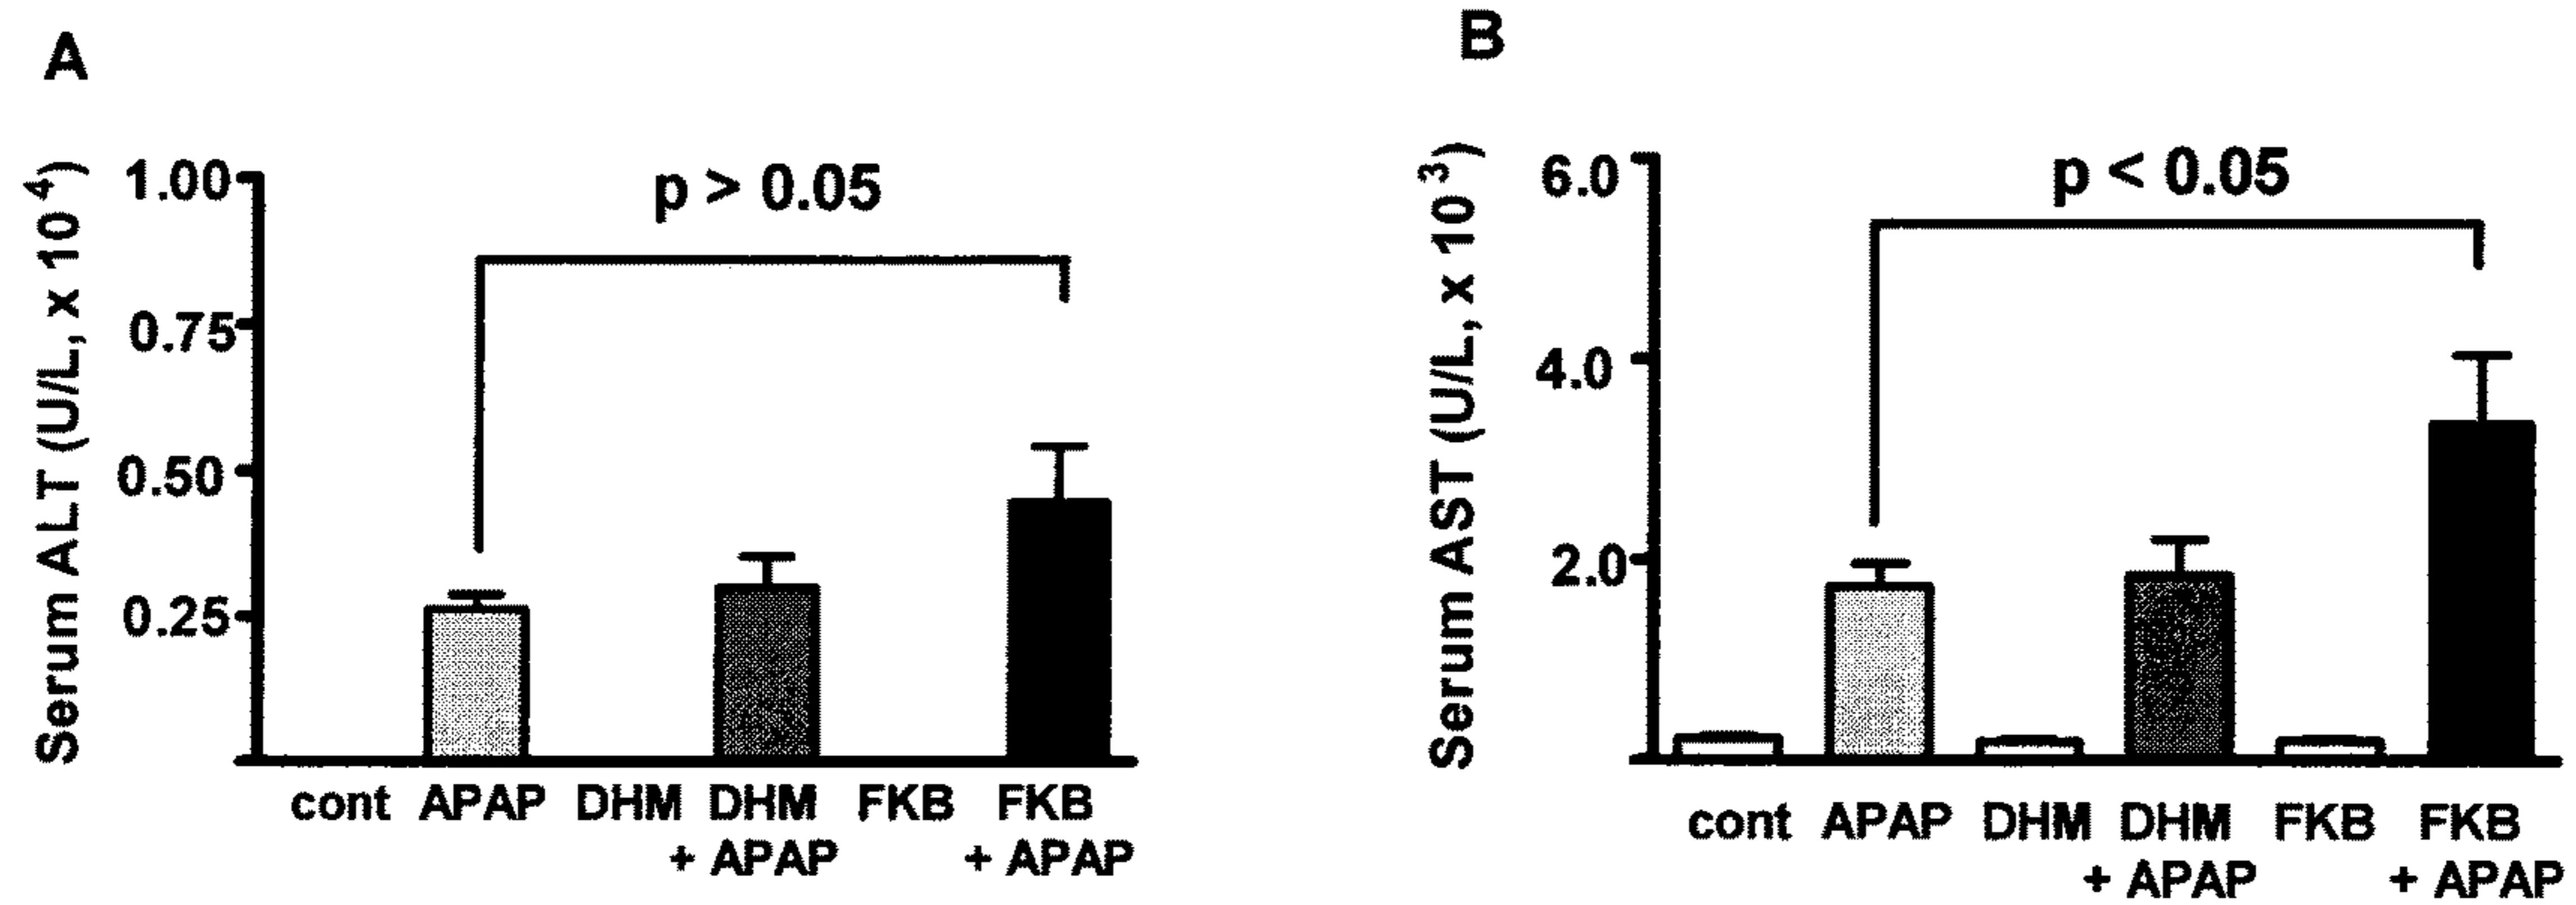 A
Serum ALT (U/L, x 10⁴)
1.00
0.75
0.50
0.25
p > 0.05
cont APAP DHM DHM FKB FKB
+ APAP + APAP
B
Serum AST (U/L, x 10³)
6.0
4.0
2.0
p < 0.05
cont APAP DHM DHM FKB FKB
+ APAP + APAP